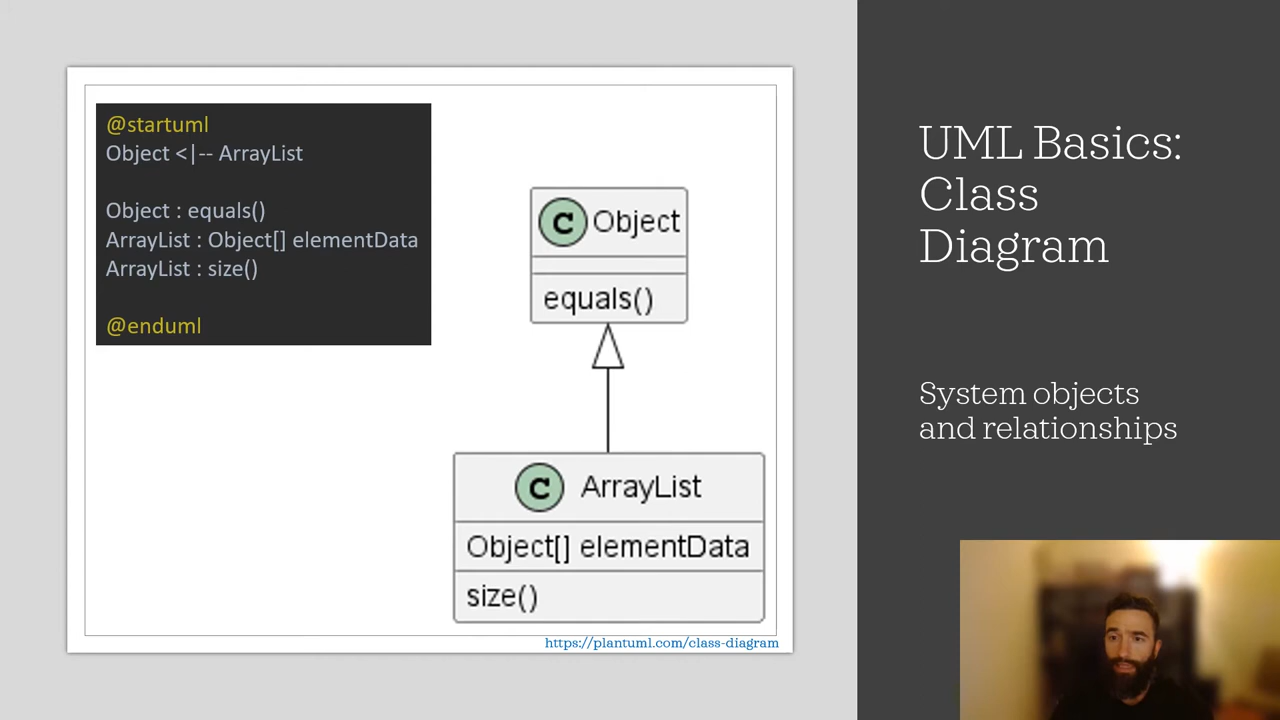 @startuml
Object <|-- ArrayList
Object : equals()
ArrayList : Object[] elementData
ArrayList : size()
@enduml
C Object
equals()
C ArrayList
Object[] elementData
size()
https://plantuml.com/class-diagram
UML Basics:
Class
Diagram
System objects
and relationships